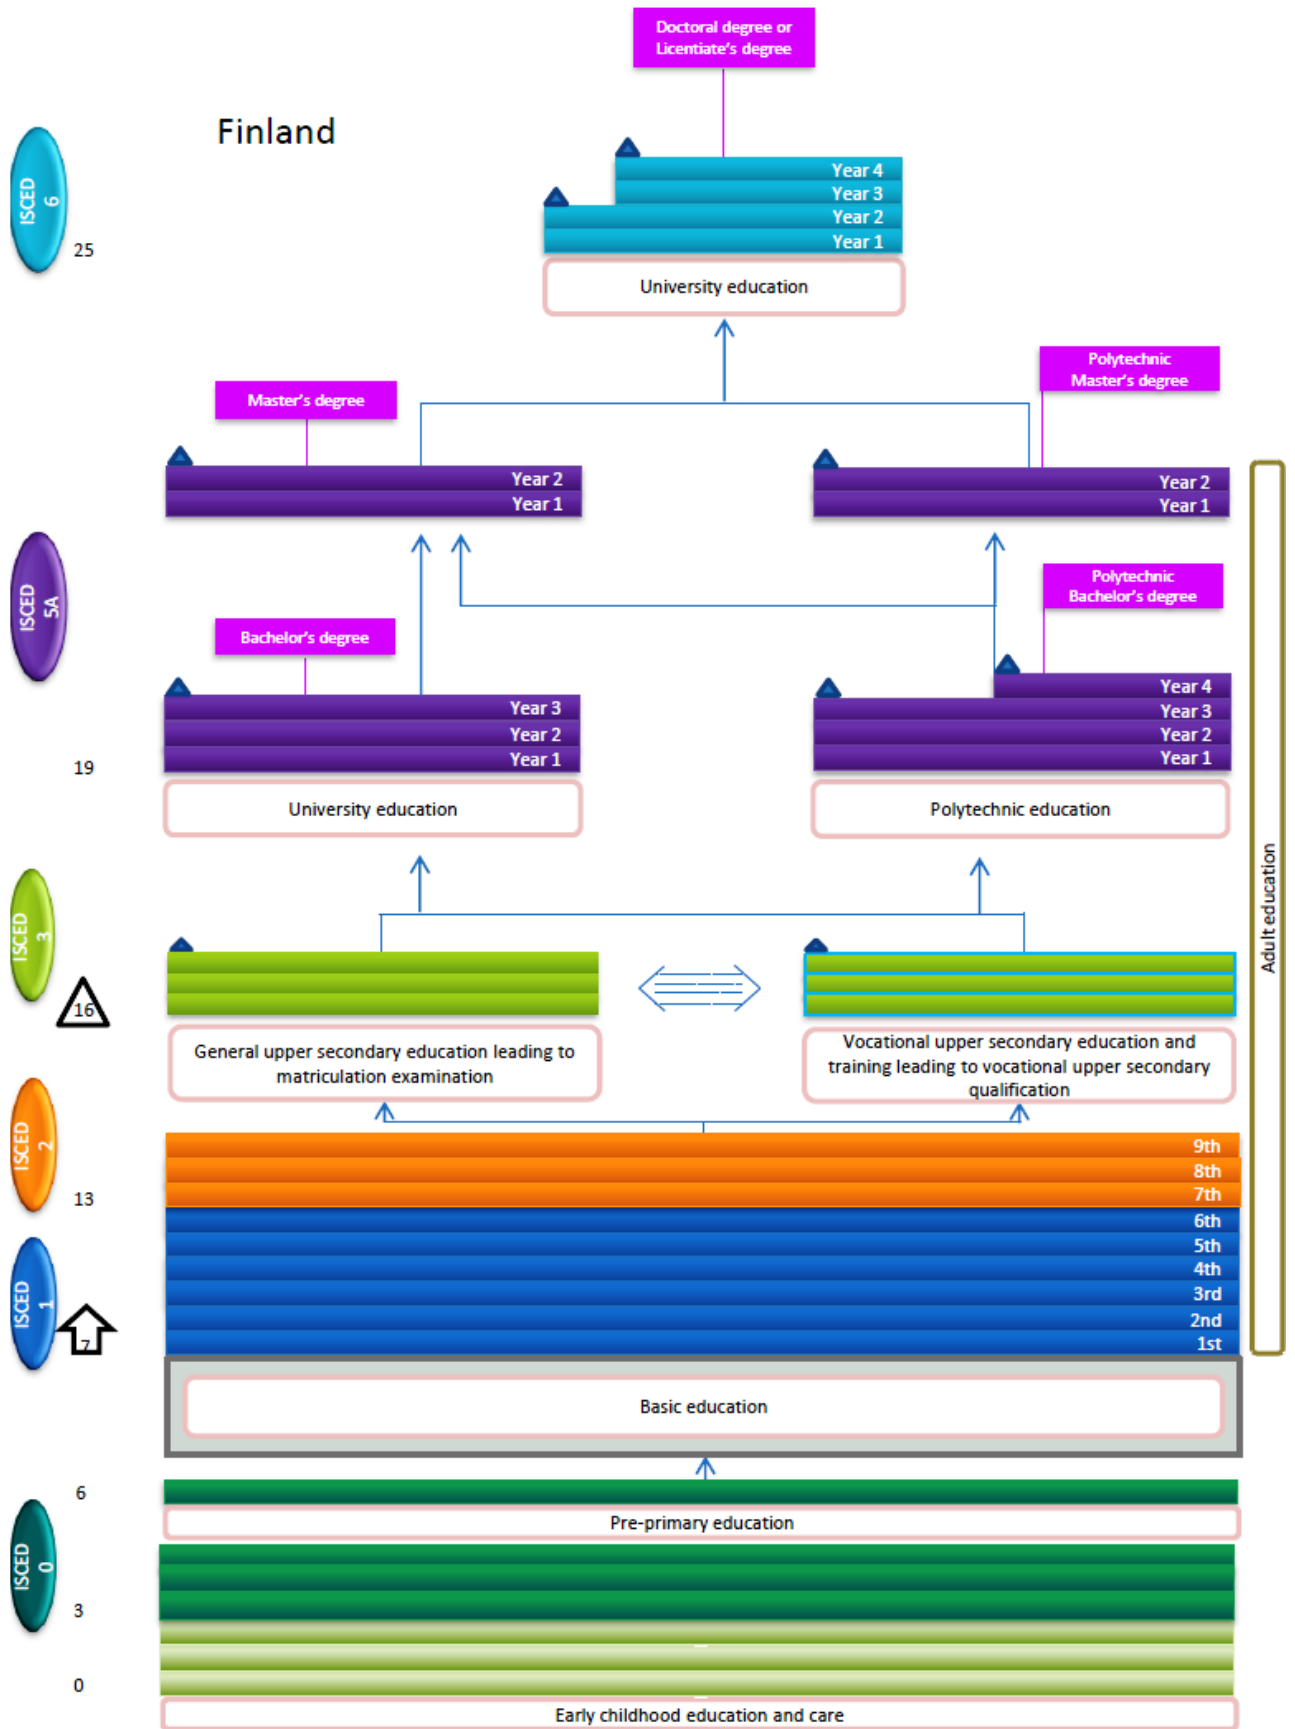 Doctoral degree or
Licentiate's degree
Finland
ISCED
6
25
Year 4
Year 3
Year 2
Year 1
University education
Master's degree
Polytechnic
Master's degree
Year 2
Year 1
Year 2
Year 1
ISCED
5A
Polytechnic
Bachelor's degree
Bachelor's degree
Year 3
Year 2
Year 1
Year 4
Year 3
Year 2
Year 1
19
University education
Polytechnic education
Adult education
ISCED
3
16
General upper secondary education leading to
matriculation examination
Vocational upper secondary education and
training leading to vocational upper secondary
qualification
ISCED
2
13
9th
8th
7th
6th
5th
4th
3rd
2nd
1st
ISCED
1
7
Basic education
6
Pre-primary education
ISCED
0
3
0
Early childhood education and care